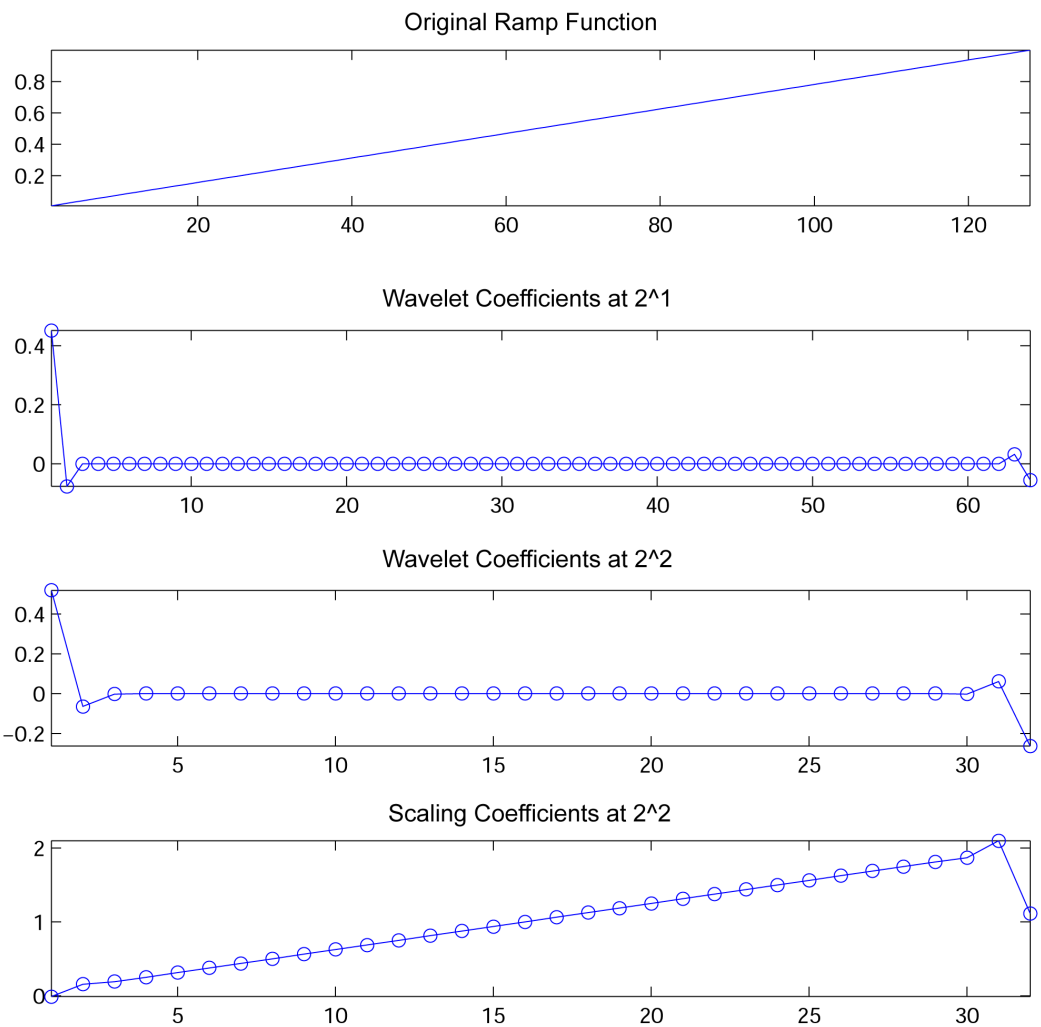 Original Ramp Function
0.8
0.6
0.4
0.2
20 40 60 80 100 120
Wavelet Coefficients at 2^1
0.4
0.2
0
10 20 30 40 50 60
Wavelet Coefficients at 2^2
0.4
0.2
0
−0.2
5 10 15 20 25 30
Scaling Coefficients at 2^2
2
1
0
5 10 15 20 25 30